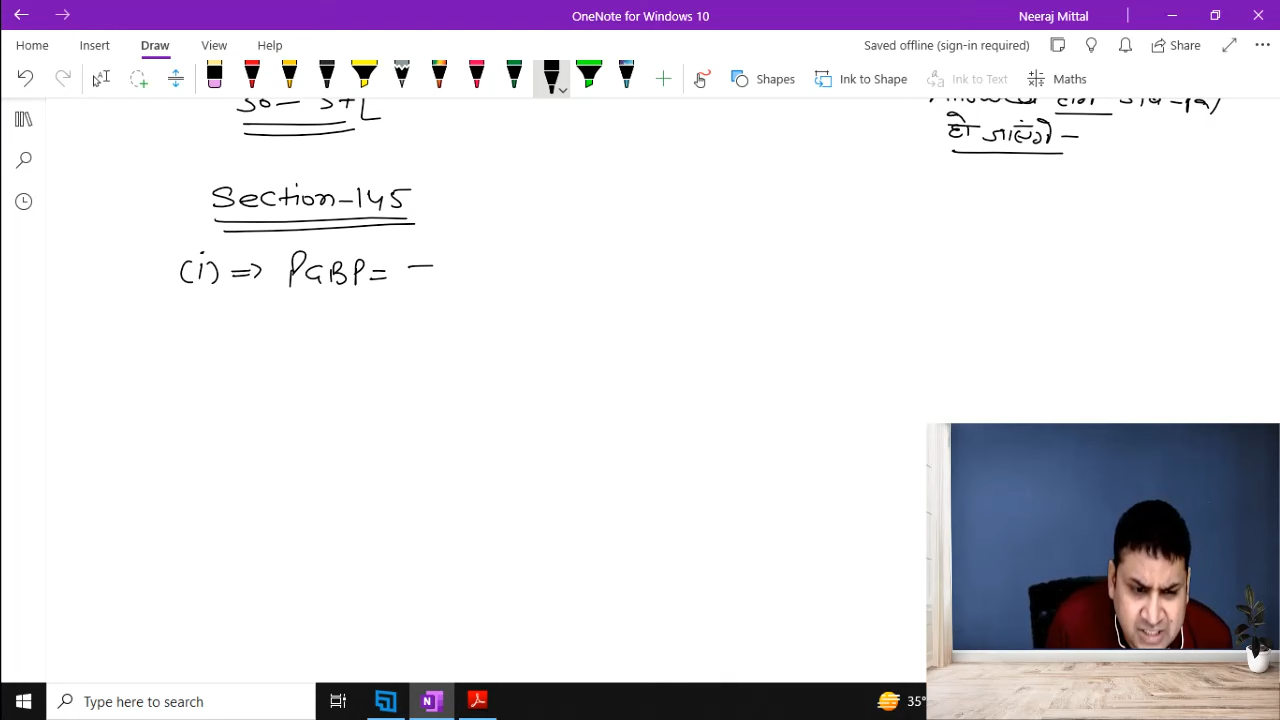 OneNote for Windows 10
Neeraj Mittal
Home Insert Draw View Help
Saved offline (sign-in required) Share
Shapes Ink to Shape Ink to Text Maths
हो जाएंगे –
Section-145
(i) ⇒ PGBP = –
Type here to search
35°